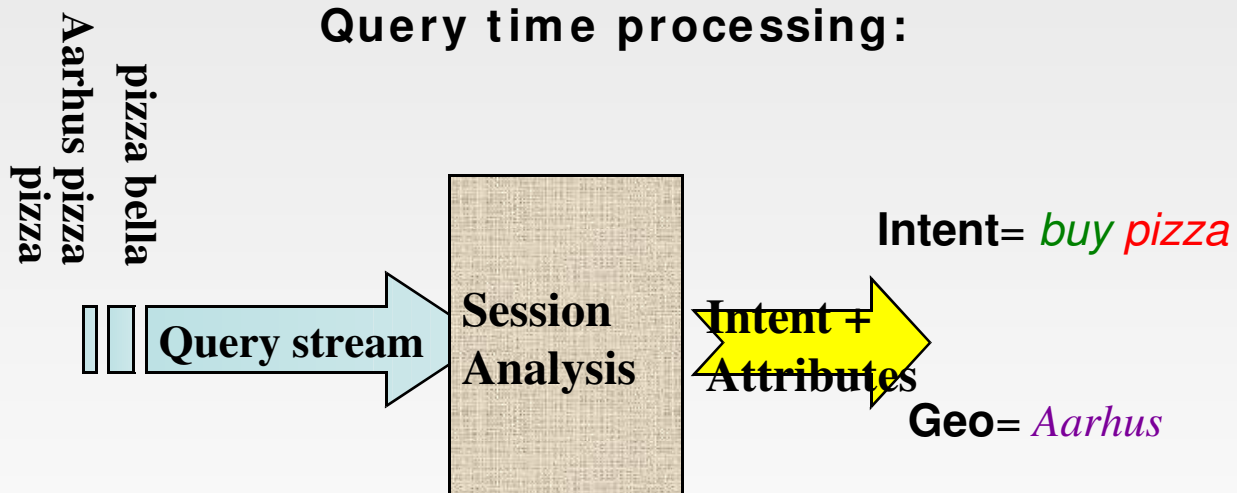 Query time processing:
pizza bella
Aarhus pizza
pizza
Query stream
Session
Analysis
Intent +
Attributes
Intent= buy pizza
Geo= Aarhus